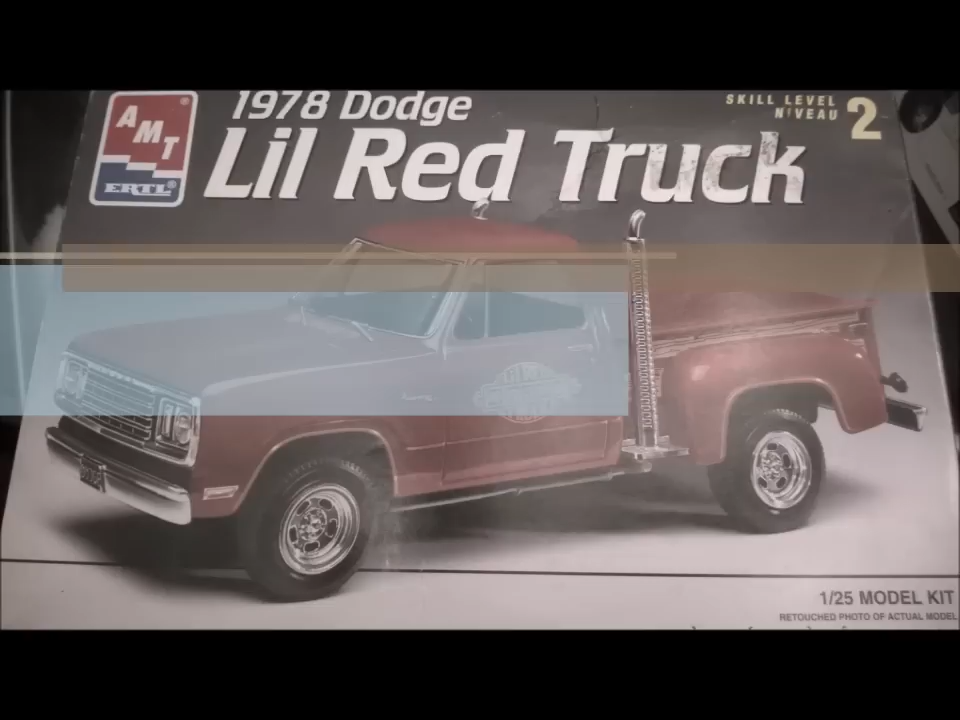 AMT
ERTL®
1978 Dodge
Lil Red Truck
SKILL LEVEL
NIVEAU
2
1/25 MODEL KIT
RETOUCHED PHOTO OF ACTUAL MODEL